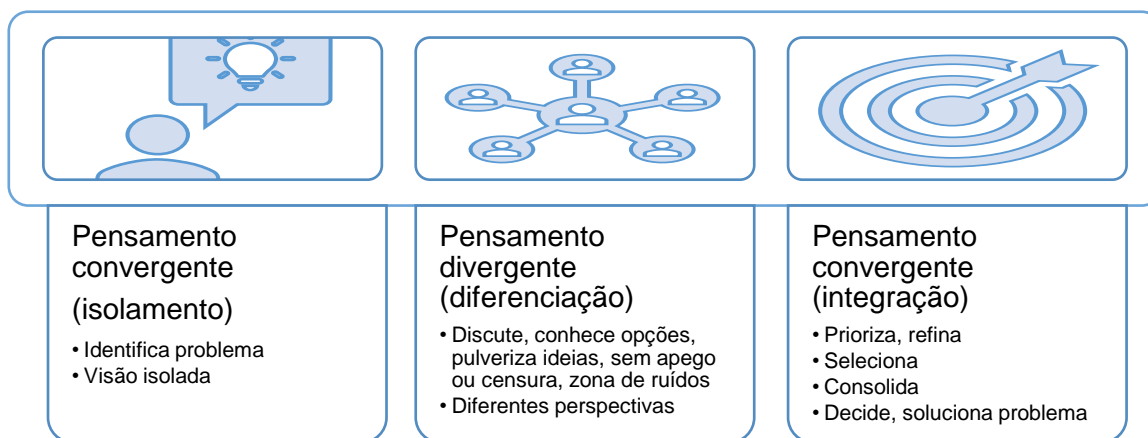 Pensamento
convergente
(isolamento)
• Identifica problema
• Visão isolada
Pensamento
divergente
(diferenciação)
• Discute, conhece opções,
pulveriza ideias, sem apego
ou censura, zona de ruídos
• Diferentes perspectivas
Pensamento
convergente
(integração)
• Prioriza, refina
• Seleciona
• Consolida
• Decide, soluciona problema